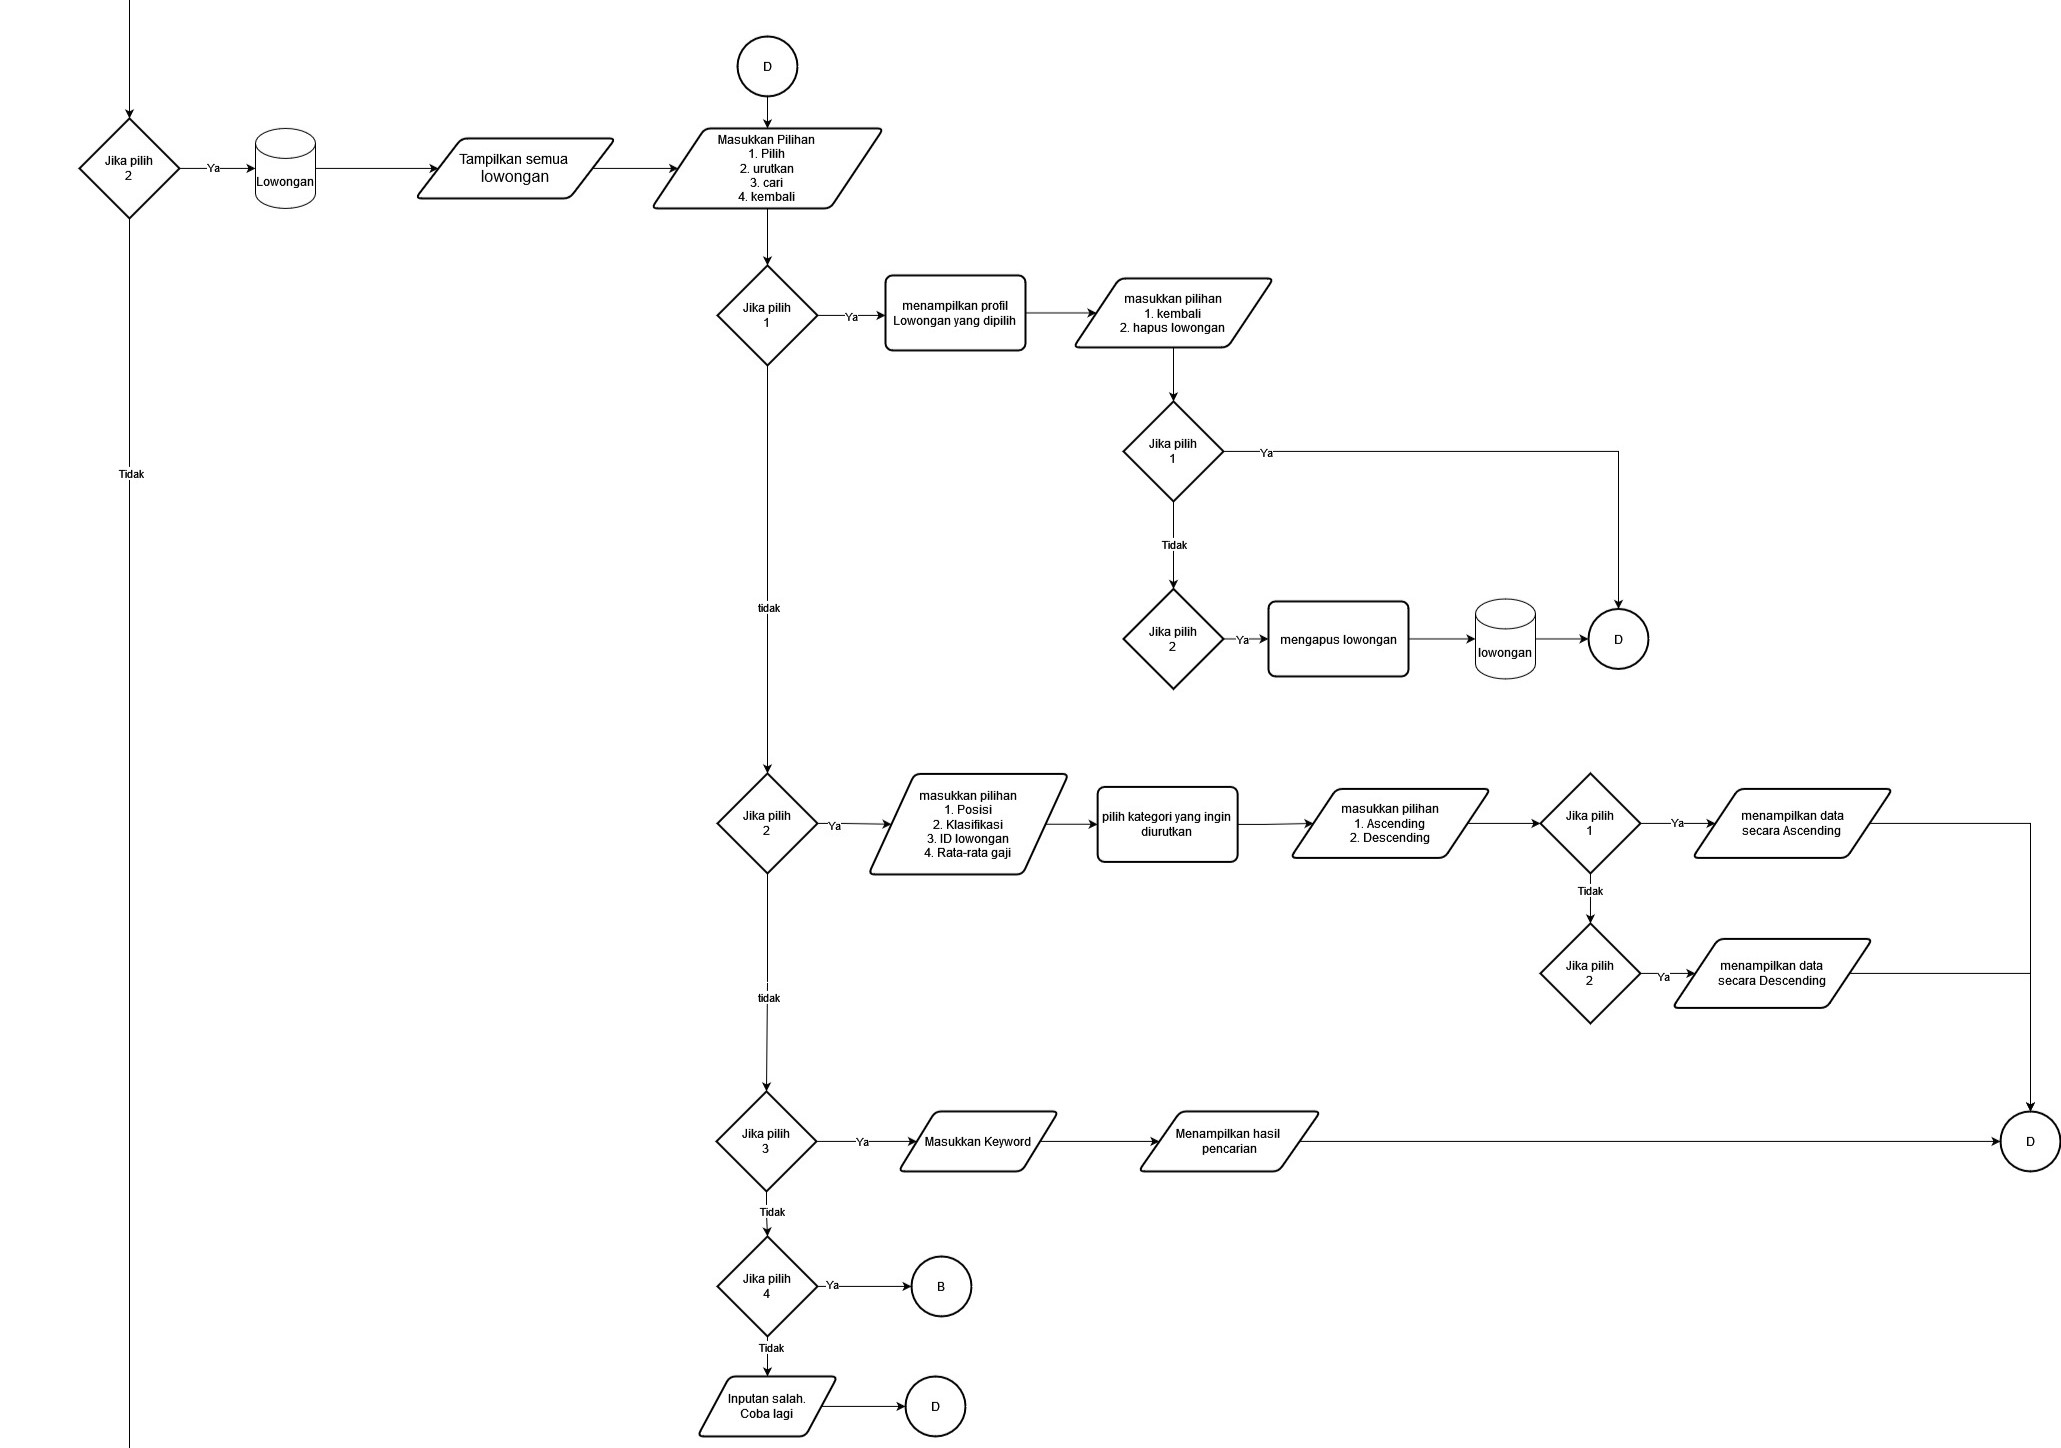 D
Jika pilih
2
Ya
Lowongan
Tampilkan semua
lowongan
Masukkan Pilihan
1. Pilih
2. urutkan
3. cari
4. kembali
Jika pilih
1
Ya
menampilkan profil
Lowongan yang dipilih
masukkan pilihan
1. kembali
2. hapus lowongan
Jika pilih
1
Ya
Tidak
Tidak
tidak
Jika pilih
2
Ya
mengapus lowongan
lowongan
D
Jika pilih
2
Ya
masukkan pilihan
1. Posisi
2. Klasifikasi
3. ID lowongan
4. Rata-rata gaji
pilih kategori yang ingin
diurutkan
masukkan pilihan
1. Ascending
2. Descending
Jika pilih
1
Ya
menampilkan data
secara Ascending
Tidak
Jika pilih
2
Ya
menampilkan data
secara Descending
tidak
Jika pilih
3
Ya
Masukkan Keyword
Menampilkan hasil
pencarian
D
Tidak
Jika pilih
4
Ya
B
Tidak
Inputan salah.
Coba lagi
D